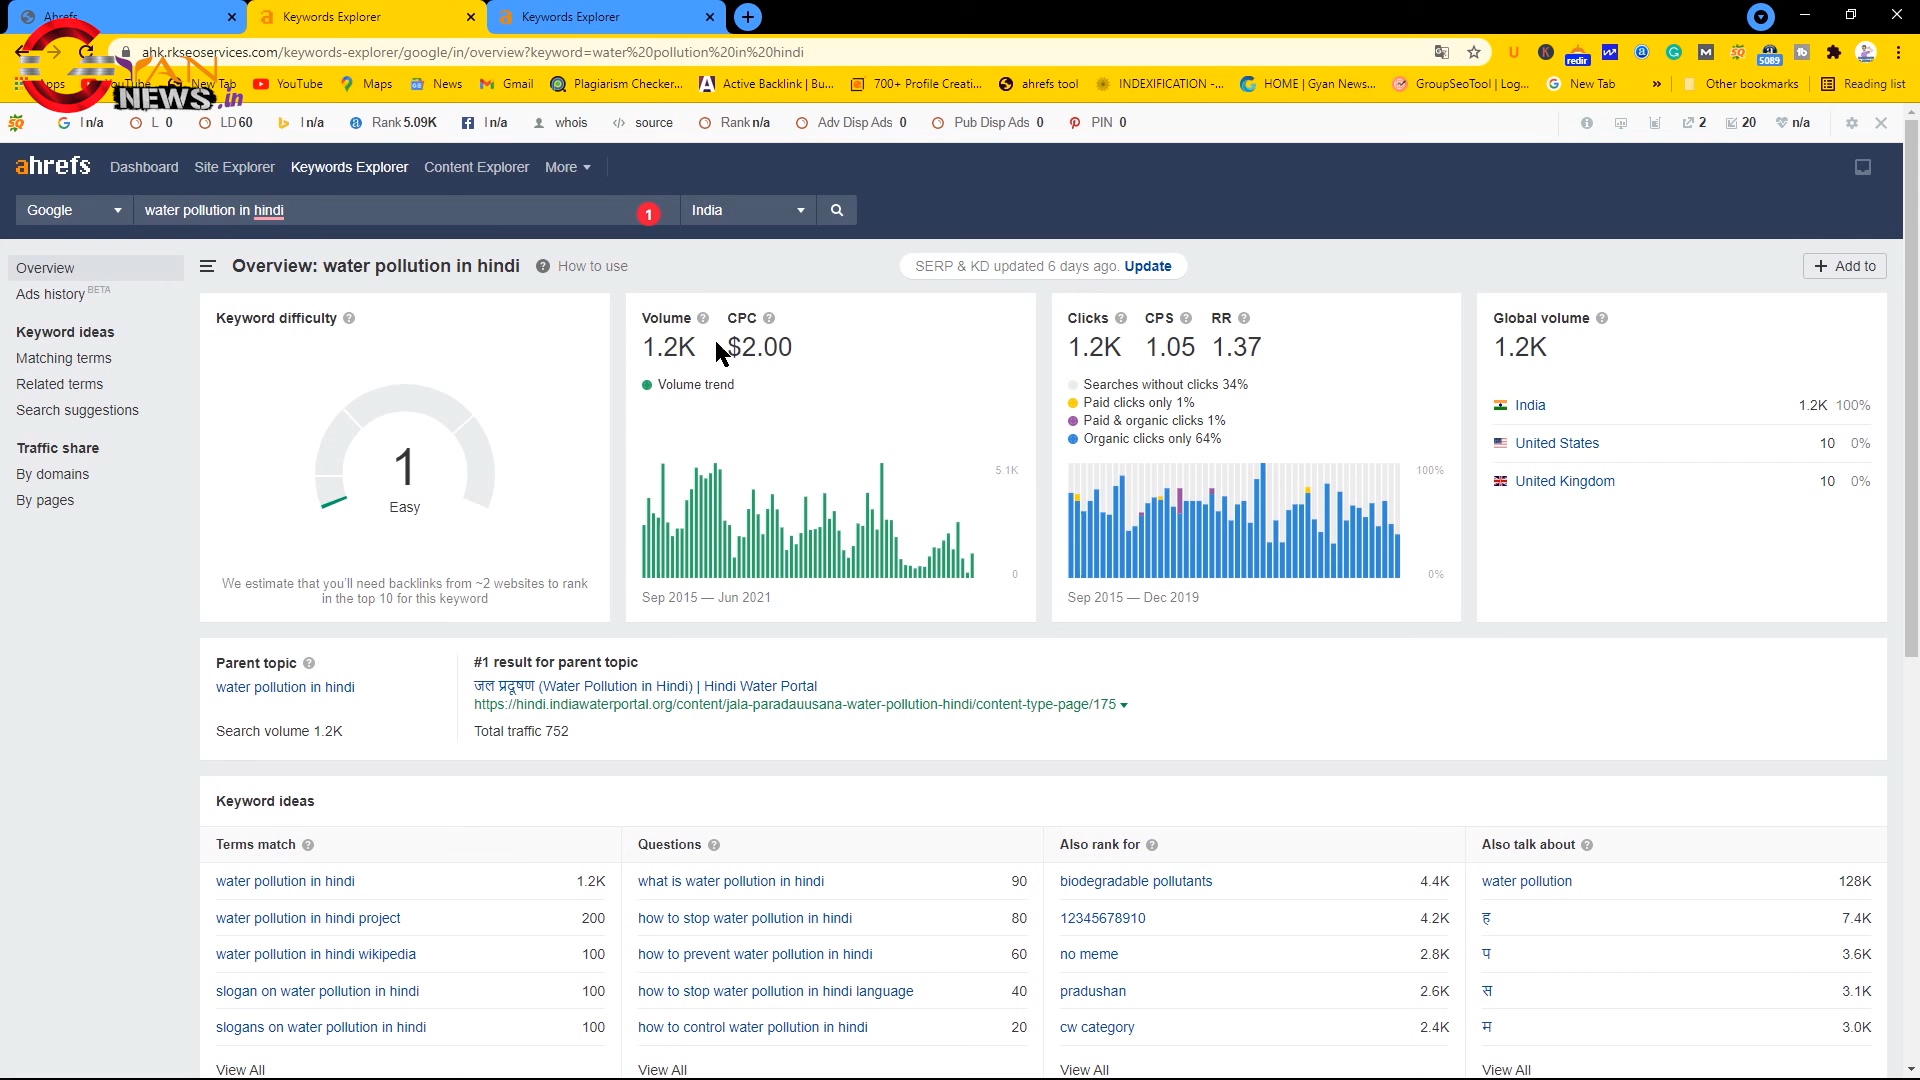 Ahrefs
Keywords Explorer
Keywords Explorer
ahk.rkseoservices.com/keywords-explorer/google/in/overview?keyword=water%20pollution%20in%20hindi
redir
5089
YAN
NEWS.in
Apps
YouTube
New Tab
YouTube
Maps
News
Gmail
Plagiarism Checker...
Active Backlink | Bu...
700+ Profile Creati...
ahrefs tool
INDEXIFICATION -...
HOME | Gyan News...
GroupSeoTool | Log...
New Tab
»
Other bookmarks
Reading list
I n/a
L 0
LD 60
I n/a
Rank 5.09K
I n/a
whois
source
Rank n/a
Adv Disp Ads 0
Pub Disp Ads 0
PIN 0
2
20
n/a
ahrefs
Dashboard
Site Explorer
Keywords Explorer
Content Explorer
More
Google
water pollution in hindi
1
India
Overview
Ads history BETA
Keyword ideas
Matching terms
Related terms
Search suggestions
Traffic share
By domains
By pages
Overview: water pollution in hindi
How to use
SERP & KD updated 6 days ago. Update
+ Add to
Keyword difficulty
1
Easy
We estimate that you'll need backlinks from ~2 websites to rank
in the top 10 for this keyword
Volume CPC
1.2K $2.00
Volume trend
5.1K
0
Sep 2015 — Jun 2021
Clicks CPS RR
1.2K 1.05 1.37
Searches without clicks 34%
Paid clicks only 1%
Paid & organic clicks 1%
Organic clicks only 64%
100%
0%
Sep 2015 — Dec 2019
Global volume
1.2K
India 1.2K 100%
United States 10 0%
United Kingdom 10 0%
Parent topic
water pollution in hindi
Search volume 1.2K
#1 result for parent topic
जल प्रदूषण (Water Pollution in Hindi) | Hindi Water Portal
https://hindi.indiawaterportal.org/content/jala-paradauusana-water-pollution-hindi/content-type-page/175
Total traffic 752
Keyword ideas
Terms match
water pollution in hindi 1.2K
water pollution in hindi project 200
water pollution in hindi wikipedia 100
slogan on water pollution in hindi 100
slogans on water pollution in hindi 100
View All
Questions
what is water pollution in hindi 90
how to stop water pollution in hindi 80
how to prevent water pollution in hindi 60
how to stop water pollution in hindi language 40
how to control water pollution in hindi 20
View All
Also rank for
biodegradable pollutants 4.4K
12345678910 4.2K
no meme 2.8K
pradushan 2.6K
cw category 2.4K
View All
Also talk about
water pollution 128K
ह 7.4K
प 3.6K
स 3.1K
म 3.0K
View All